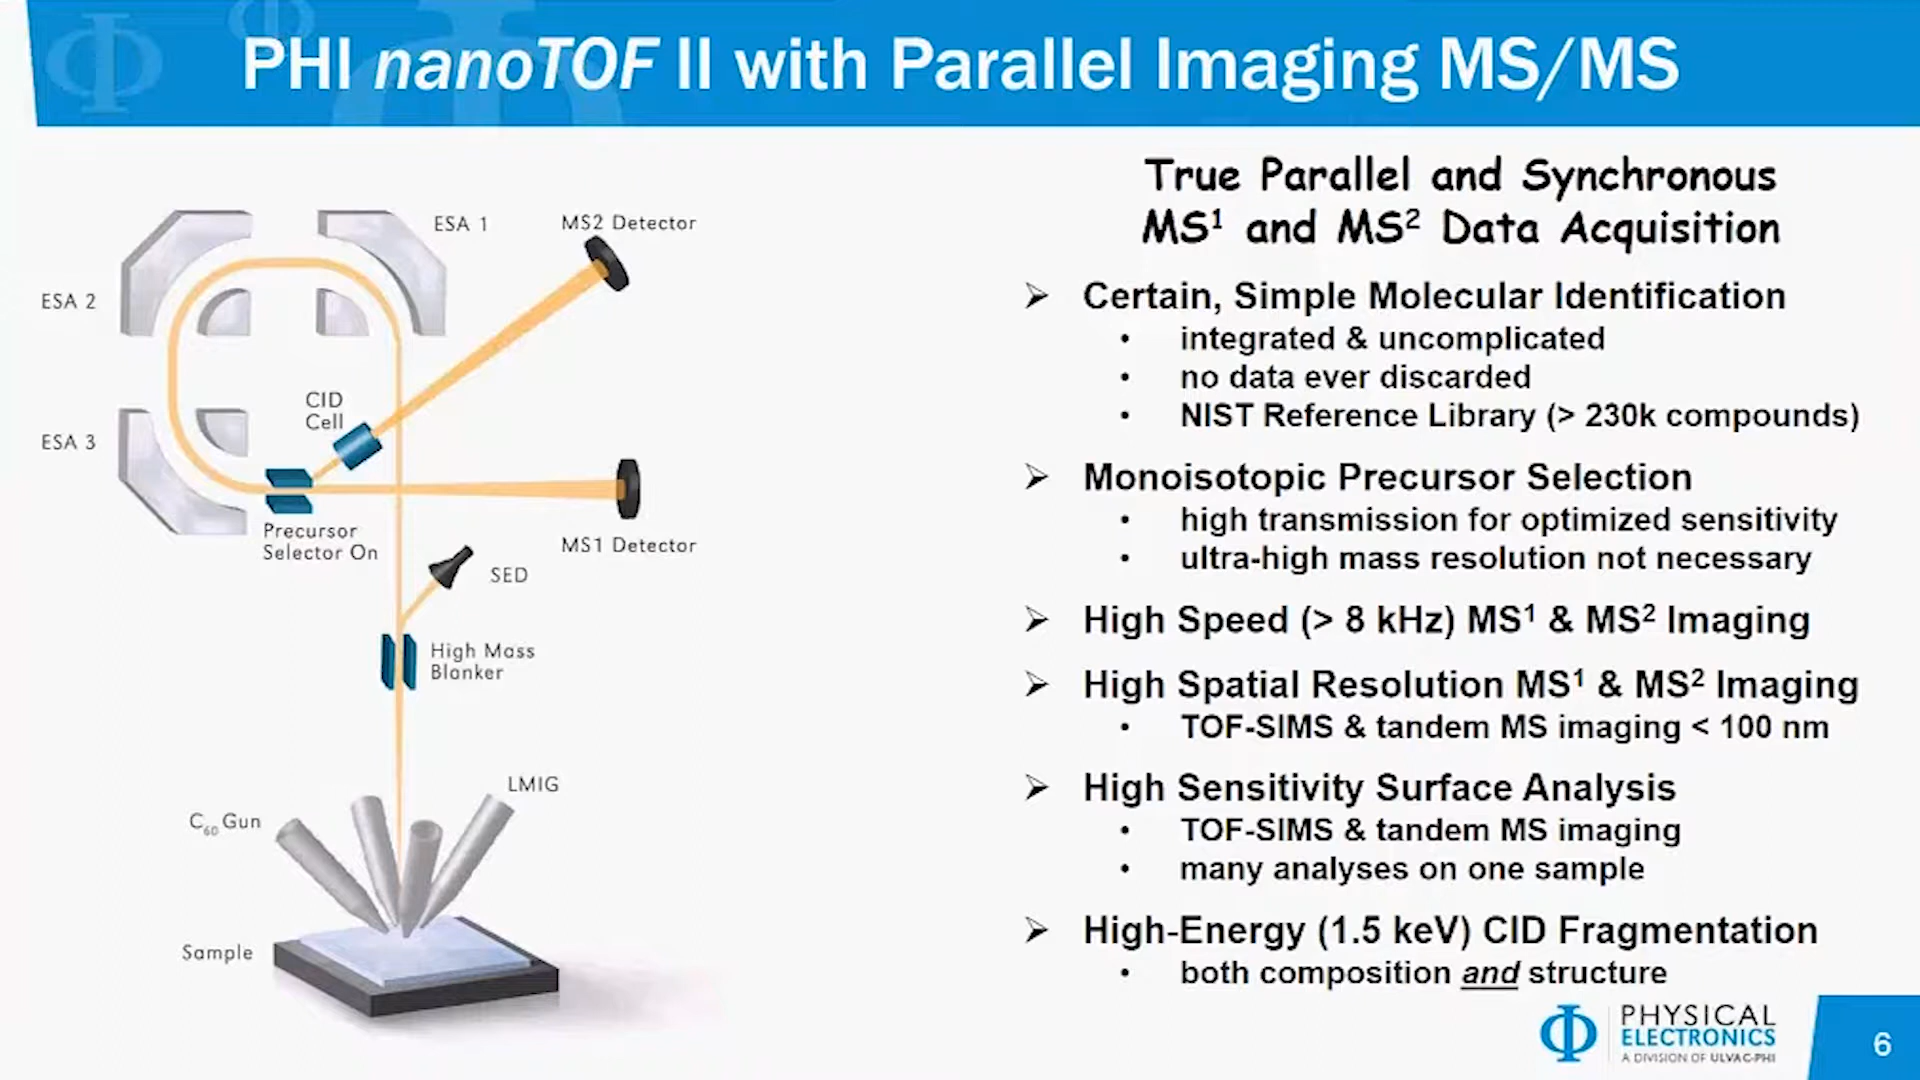 PHI nanoTOF II with Parallel Imaging MS/MS
ESA 1
MS2 Detector
ESA 2
CID
Cell
ESA 3
Precursor
Selector On
MS1 Detector
SED
High Mass
Blanker
LMIG
C₆₀ Gun
Sample
True Parallel and Synchronous
MS¹ and MS² Data Acquisition
➢ Certain, Simple Molecular Identification
• integrated & uncomplicated
• no data ever discarded
• NIST Reference Library (> 230k compounds)
➢ Monoisotopic Precursor Selection
• high transmission for optimized sensitivity
• ultra-high mass resolution not necessary
➢ High Speed (> 8 kHz) MS¹ & MS² Imaging
➢ High Spatial Resolution MS¹ & MS² Imaging
• TOF-SIMS & tandem MS imaging < 100 nm
➢ High Sensitivity Surface Analysis
• TOF-SIMS & tandem MS imaging
• many analyses on one sample
➢ High-Energy (1.5 keV) CID Fragmentation
• both composition and structure
PHYSICAL
ELECTRONICS
A DIVISION OF ULVAC-PHI
6